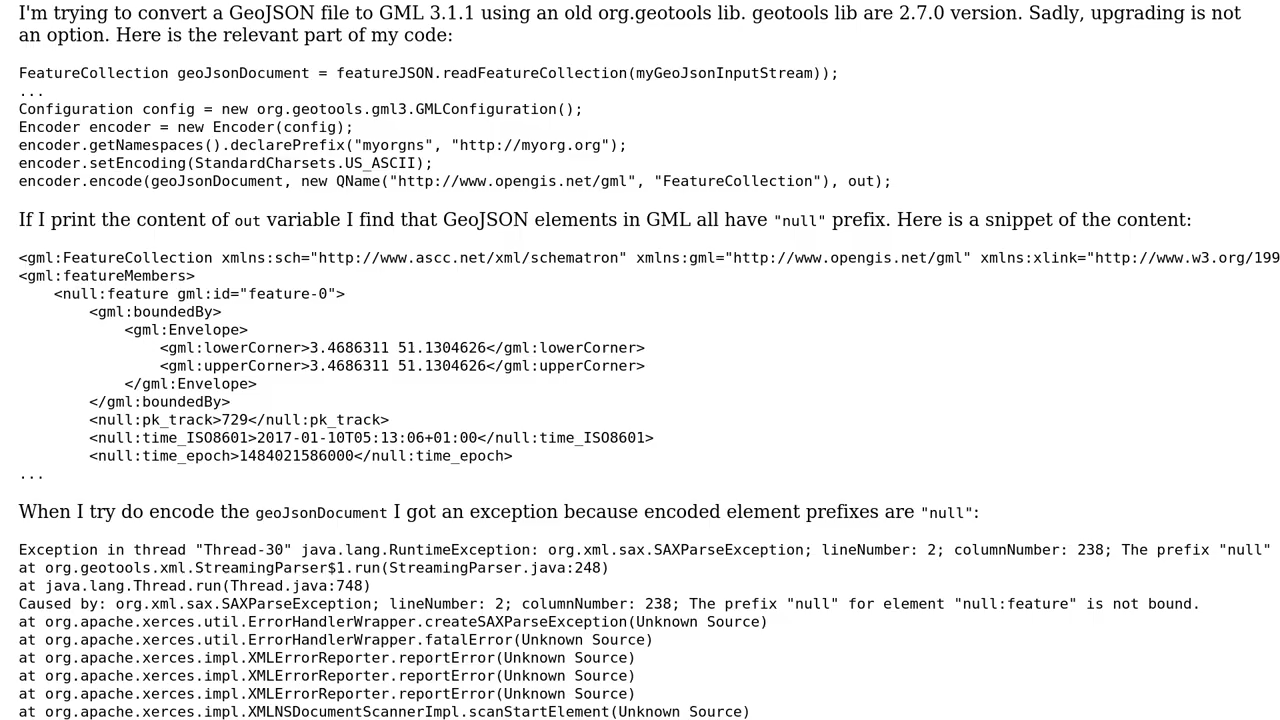 I'm trying to convert a GeoJSON file to GML 3.1.1 using an old org.geotools lib. geotools lib are 2.7.0 version. Sadly, upgrading is not
an option. Here is the relevant part of my code:
FeatureCollection geoJsonDocument = featureJSON.readFeatureCollection(myGeoJsonInputStream));
...
Configuration config = new org.geotools.gml3.GMLConfiguration();
Encoder encoder = new Encoder(config);
encoder.getNamespaces().declarePrefix("myorgns", "http://myorg.org");
encoder.setEncoding(StandardCharsets.US_ASCII);
encoder.encode(geoJsonDocument, new QName("http://www.opengis.net/gml", "FeatureCollection"), out);
If I print the content of out variable I find that GeoJSON elements in GML all have "null" prefix. Here is a snippet of the content:
<gml:FeatureCollection xmlns:sch="http://www.ascc.net/xml/schematron" xmlns:gml="http://www.opengis.net/gml" xmlns:xlink="http://www.w3.org/199
<gml:featureMembers>
    <null:feature gml:id="feature-0">
        <gml:boundedBy>
            <gml:Envelope>
                <gml:lowerCorner>3.4686311 51.1304626</gml:lowerCorner>
                <gml:upperCorner>3.4686311 51.1304626</gml:upperCorner>
            </gml:Envelope>
        </gml:boundedBy>
        <null:pk_track>729</null:pk_track>
        <null:time_ISO8601>2017-01-10T05:13:06+01:00</null:time_ISO8601>
        <null:time_epoch>1484021586000</null:time_epoch>
...
When I try do encode the geoJsonDocument I got an exception because encoded element prefixes are "null":
Exception in thread "Thread-30" java.lang.RuntimeException: org.xml.sax.SAXParseException; lineNumber: 2; columnNumber: 238; The prefix "null"
at org.geotools.xml.StreamingParser$1.run(StreamingParser.java:248)
at java.lang.Thread.run(Thread.java:748)
Caused by: org.xml.sax.SAXParseException; lineNumber: 2; columnNumber: 238; The prefix "null" for element "null:feature" is not bound.
at org.apache.xerces.util.ErrorHandlerWrapper.createSAXParseException(Unknown Source)
at org.apache.xerces.util.ErrorHandlerWrapper.fatalError(Unknown Source)
at org.apache.xerces.impl.XMLErrorReporter.reportError(Unknown Source)
at org.apache.xerces.impl.XMLErrorReporter.reportError(Unknown Source)
at org.apache.xerces.impl.XMLErrorReporter.reportError(Unknown Source)
at org.apache.xerces.impl.XMLNSDocumentScannerImpl.scanStartElement(Unknown Source)